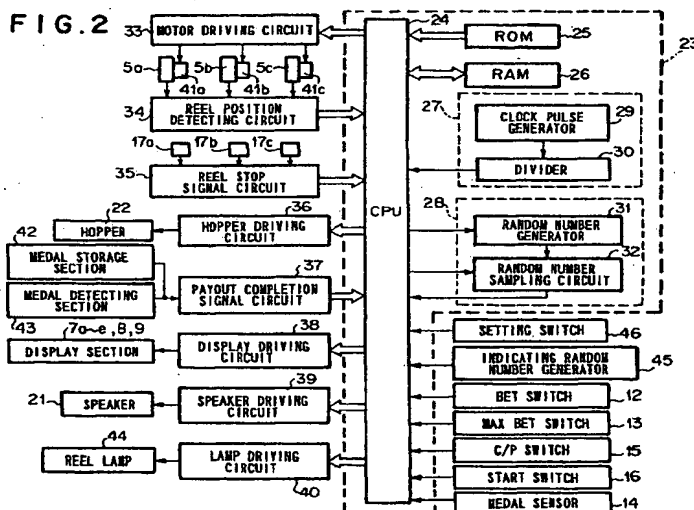 FIG.2
33
MOTOR DRIVING CIRCUIT
5a
5b
5c
41a
41b
41c
34
REEL POSITION
DETECTING CIRCUIT
17a
17b
17c
35
REEL STOP
SIGNAL CIRCUIT
42
22
36
HOPPER
HOPPER DRIVING
CIRCUIT
MEDAL STORAGE
SECTION
37
MEDAL DETECTING
SECTION
PAYOUT COMPLETION
SIGNAL CIRCUIT
43
7a~e,8,9
38
DISPLAY SECTION
DISPLAY DRIVING
CIRCUIT
39
21
SPEAKER
SPEAKER DRIVING
CIRCUIT
44
REEL LAMP
LAMP DRIVING
CIRCUIT
40
24
CPU
ROM
25
23
RAM
26
27
CLOCK PULSE
GENERATOR
29
DIVIDER
30
28
31
RANDOM NUMBER
GENERATOR
32
RANDOM NUMBER
SAMPLING CIRCUIT
SETTING SWITCH
46
INDICATING RANDOM
NUMBER GENERATOR
45
BET SWITCH
12
MAX BET SWITCH
13
C/P SWITCH
15
START SWITCH
16
MEDAL SENSOR
14